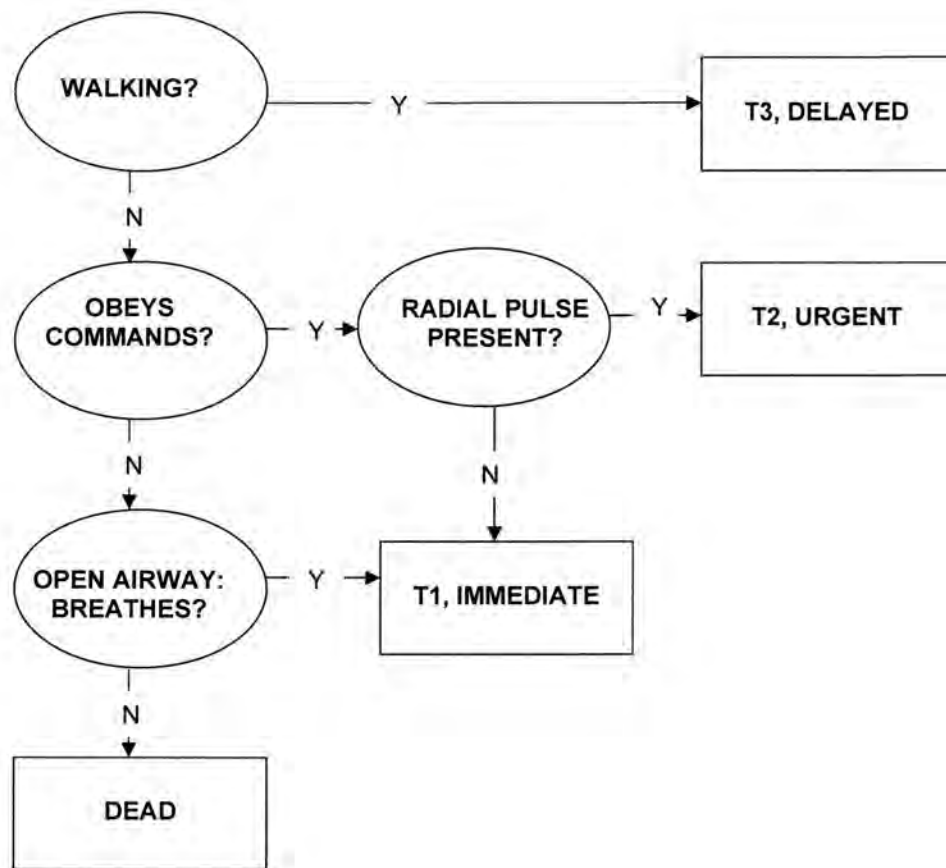 WALKING?
Y
T3, DELAYED
N
OBEYS
COMMANDS?
Y
RADIAL PULSE
PRESENT?
Y
T2, URGENT
N
N
OPEN AIRWAY:
BREATHES?
Y
T1, IMMEDIATE
N
DEAD